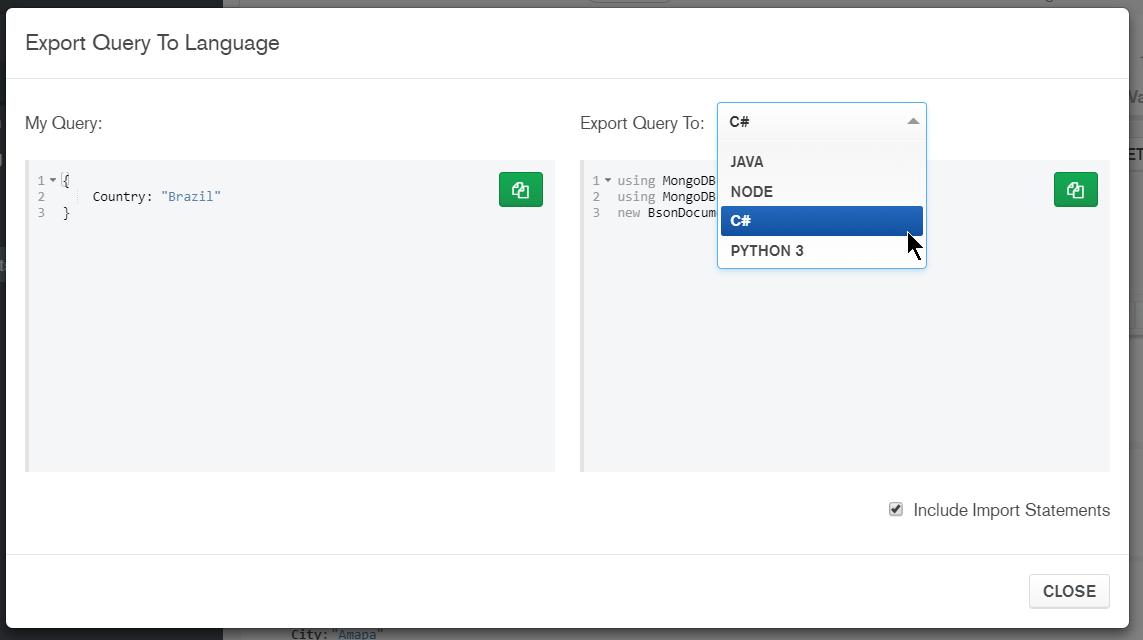 Export Query To Language
My Query:
1 {
2 Country: "Brazil"
3 }
Export Query To:
C#
JAVA
NODE
C#
PYTHON 3
1 using MongoDB
2 using MongoDB
3 new BsonDocum
Include Import Statements
CLOSE
City: "Amapa"